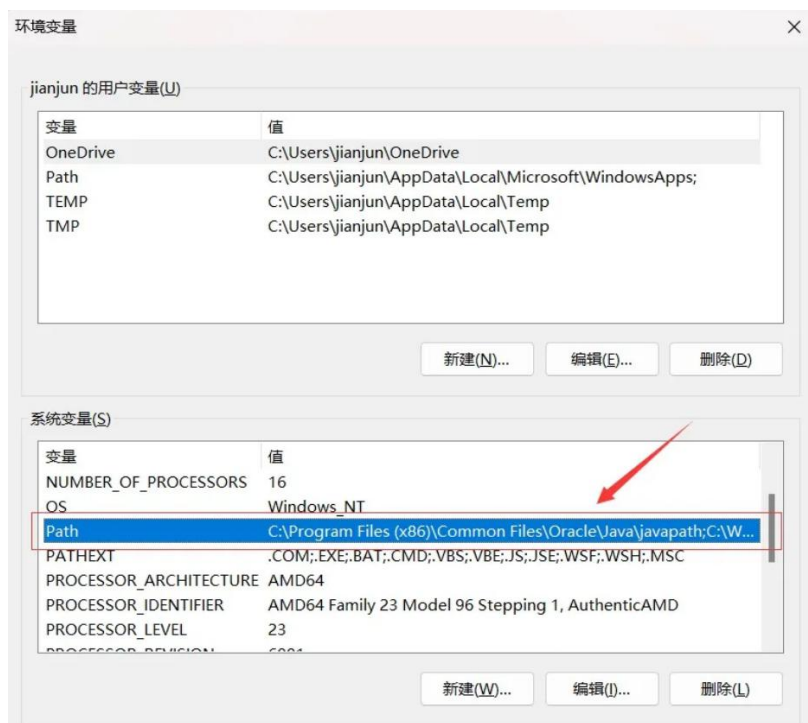 环境变量
jianjun 的用户变量(U)
变量 值
OneDrive C:\Users\jianjun\OneDrive
Path C:\Users\jianjun\AppData\Local\Microsoft\WindowsApps;
TEMP C:\Users\jianjun\AppData\Local\Temp
TMP C:\Users\jianjun\AppData\Local\Temp
新建(N)... 编辑(E)... 删除(D)
系统变量(S)
变量 值
NUMBER_OF_PROCESSORS 16
OS Windows_NT
Path C:\Program Files (x86)\Common Files\Oracle\Java\javapath;C:\W...
PATHEXT .COM;.EXE;.BAT;.CMD;.VBS;.VBE;.JS;.JSE;.WSF;.WSH;.MSC
PROCESSOR_ARCHITECTURE AMD64
PROCESSOR_IDENTIFIER AMD64 Family 23 Model 96 Stepping 1, AuthenticAMD
PROCESSOR_LEVEL 23
新建(W)... 编辑(I)... 删除(L)